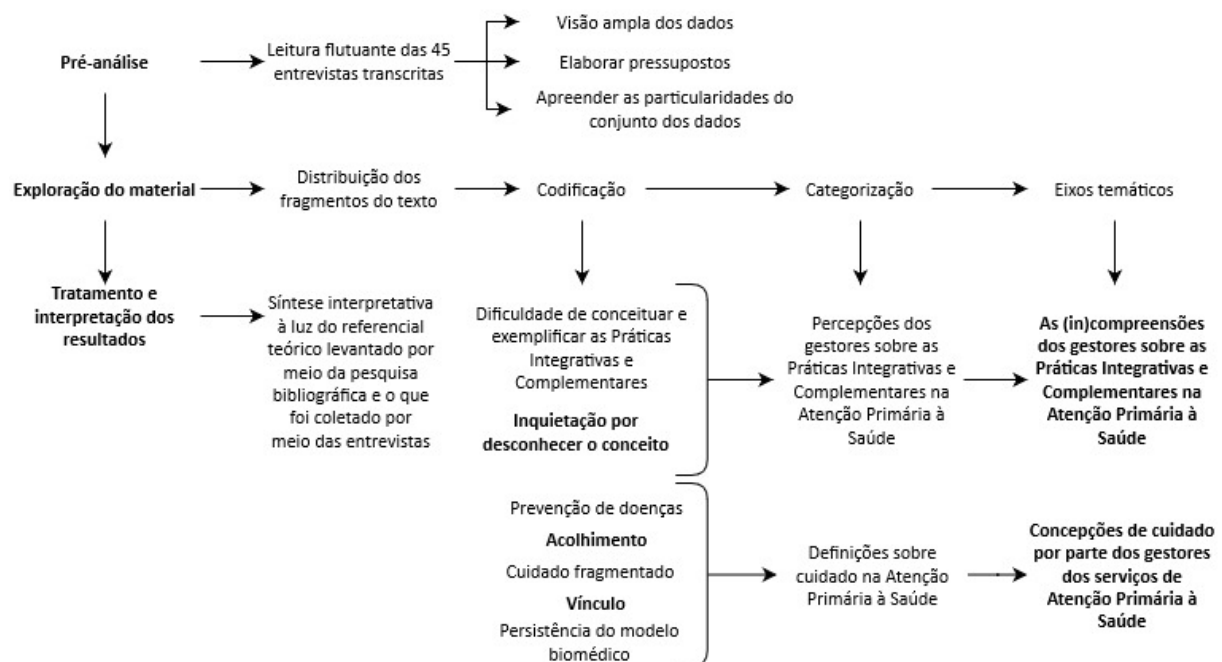 Pré-análise
Leitura flutuante das 45
entrevistas transcritas
Visão ampla dos dados
Elaborar pressupostos
Apreender as particularidades do
conjunto dos dados
Exploração do material
Distribuição dos
fragmentos do texto
Codificação
Categorização
Eixos temáticos
Tratamento e
interpretação dos
resultados
Síntese interpretativa
à luz do referencial
teórico levantado por
meio da pesquisa
bibliográfica e o que
foi coletado por
meio das entrevistas
Dificuldade de conceituar e
exemplificar as Práticas
Integrativas e
Complementares
Inquietação por
desconhecer o conceito
Percepções dos
gestores sobre as
Práticas Integrativas e
Complementares na
Atenção Primária à
Saúde
As (in)compreensões
dos gestores sobre as
Práticas Integrativas e
Complementares na
Atenção Primária à
Saúde
Prevenção de doenças
Acolhimento
Cuidado fragmentado
Vínculo
Persistência do modelo
biomédico
Definições sobre
cuidado na Atenção
Primária à Saúde
Concepções de cuidado
por parte dos gestores
dos serviços de
Atenção Primária à
Saúde